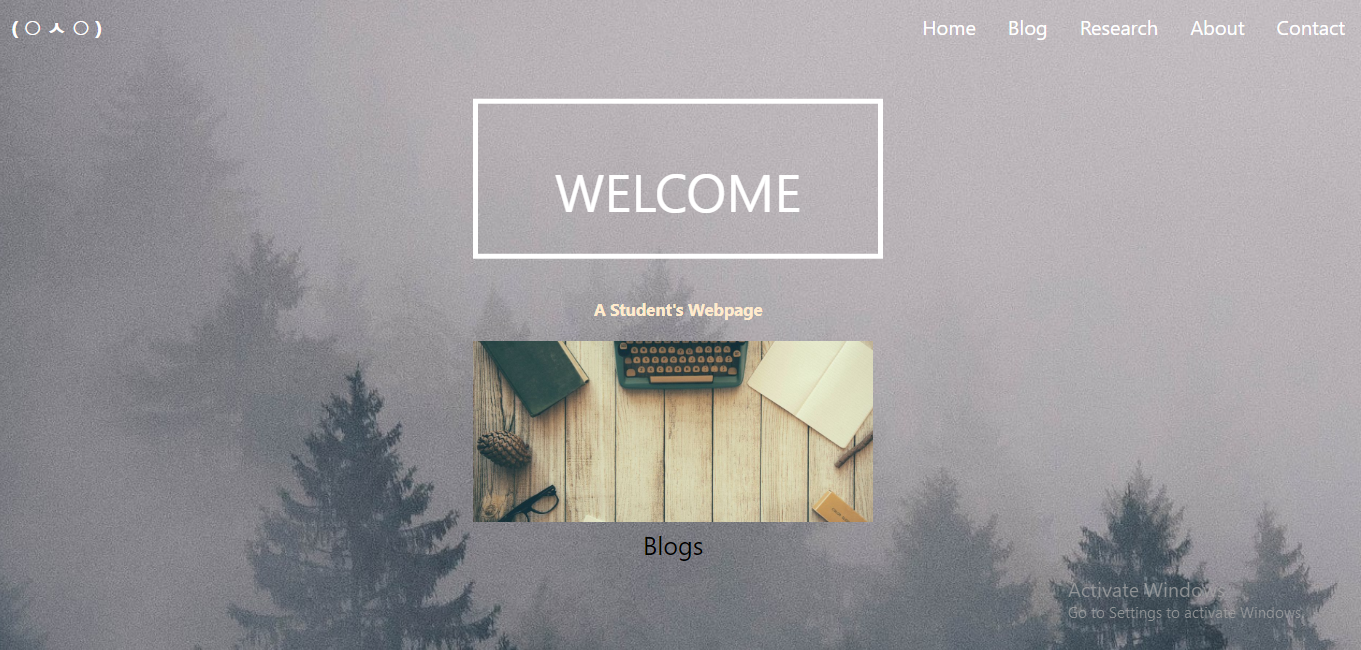 ( ㅇ ㅅ ㅇ )
Home Blog Research About Contact
WELCOME
A Student's Webpage
Blogs
Activate Windows
Go to Settings to activate Windows.